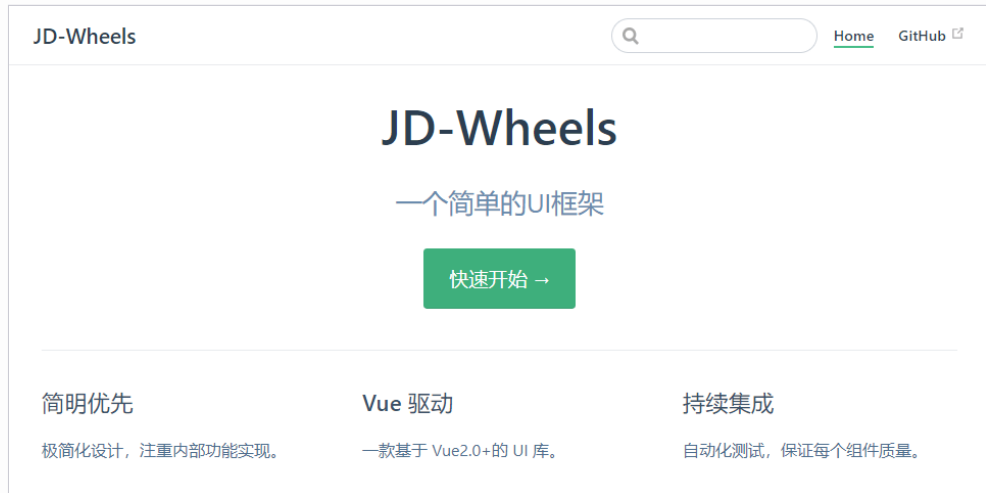 JD-Wheels
Home
GitHub
JD-Wheels
一个简单的UI框架
快速开始 →
简明优先
极简化设计，注重内部功能实现。
Vue 驱动
一款基于 Vue2.0+的 UI 库。
持续集成
自动化测试，保证每个组件质量。